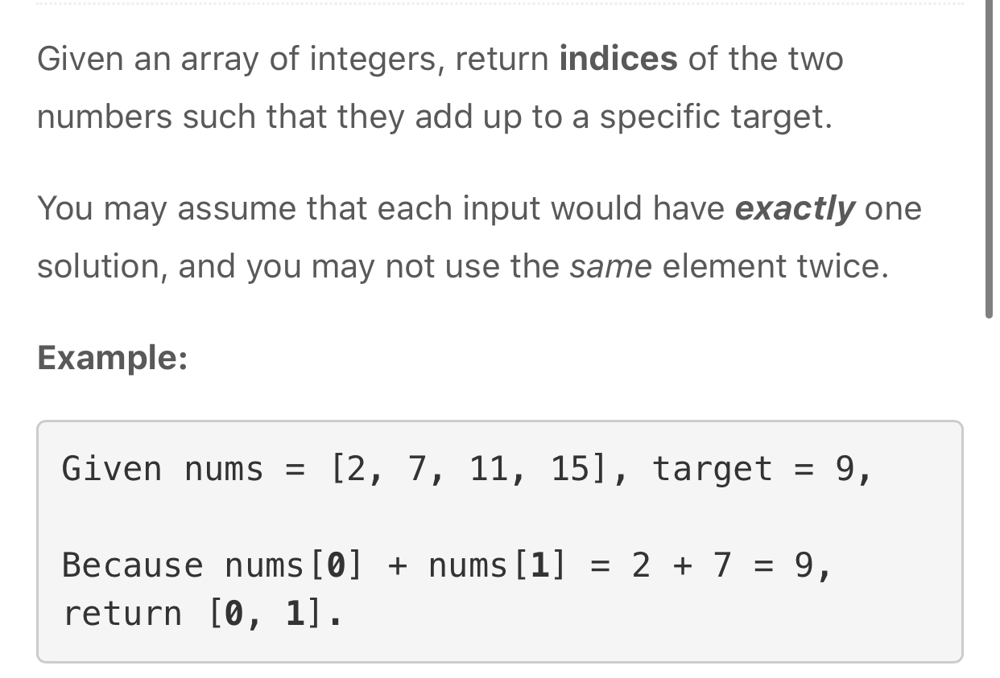 Given an array of integers, return indices of the two
numbers such that they add up to a specific target.
You may assume that each input would have exactly one
solution, and you may not use the same element twice.
Example:
Given nums = [2, 7, 11, 15], target = 9,
Because nums[0] + nums[1] = 2 + 7 = 9,
return [0, 1].